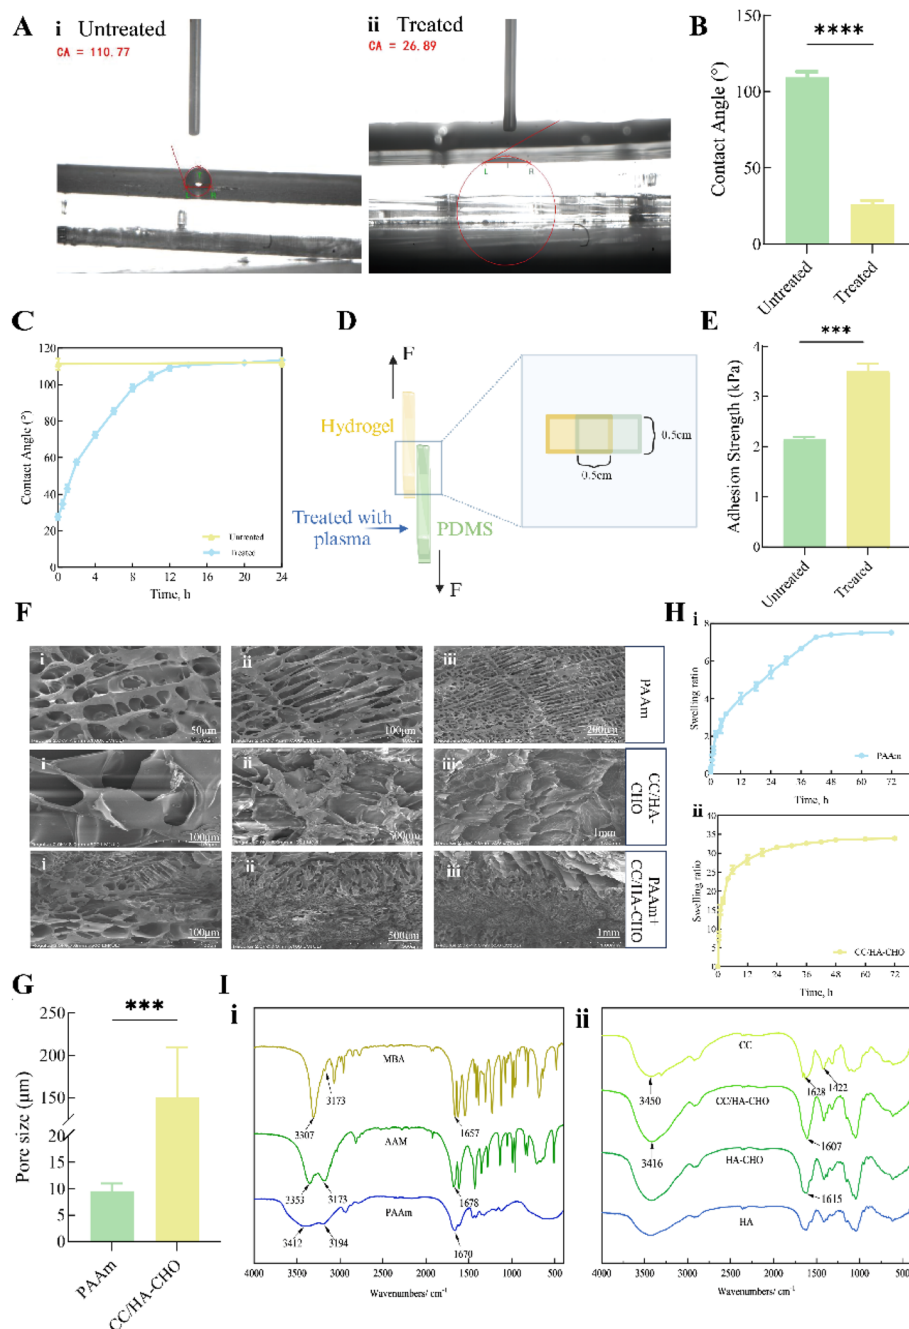 A
i Untreated
CA = 110.77
ii Treated
CA = 26.89
L R
B
****
Contact Angle (°)
150
100
50
0
Untreated
Treated
C
Contact Angle (°)
120
100
80
60
40
20
0
0 4 8 12 16 20 24
Time, h
Untreated
Treated
D
F
Hydrogel
Treated with
plasma
PDMS
F
0.5cm
0.5cm
E
***
Adhesion Strength (kPa)
4
3
2
1
0
Untreated
Treated
F
i
50μm
ii
100μm
iii
200μm
PAAm
i
100μm
ii
500μm
iii
1mm
CC/HA-
CHO
i
100μm
ii
500μm
iii
1mm
PAAm+
CC/HA-CHO
H
i
Swelling ratio
8
6
4
2
0
0 12 24 36 48 60 72
Time, h
PAAm
ii
Swelling ratio
40
35
30
25
20
15
10
5
0
0 12 24 36 48 60 72
Time, h
CC/HA-CHO
G
***
Pore size (μm)
250
200
150
100
20
15
10
5
0
PAAm
CC/HA-CHO
I
i
MBA
3173
3307
1657
AAM
3353
3173
1678
PAAm
3412
3194
1670
4000 3500 3000 2500 2000 1500 1000 500
Wavenumbers/ cm⁻¹
ii
CC
3450
1628
1422
CC/HA-CHO
3416
1607
HA-CHO
1615
HA
4000 3500 3000 2500 2000 1500 1000 500
Wavenumbers/ cm⁻¹